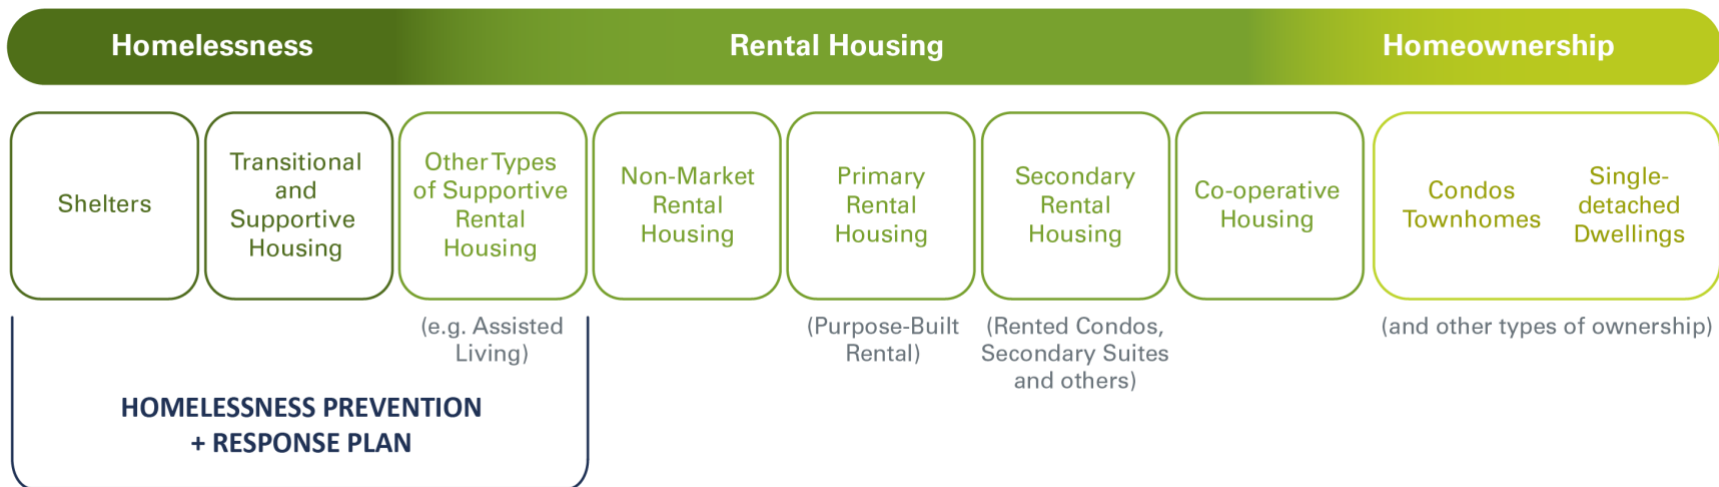 Homelessness
Rental Housing
Homeownership
Shelters
Transitional
and
Supportive
Housing
Other Types
of Supportive
Rental
Housing
Non-Market
Rental
Housing
Primary
Rental
Housing
Secondary
Rental
Housing
Co-operative
Housing
Condos
Townhomes
Single-
detached
Dwellings
(e.g. Assisted
Living)
(Purpose-Built
Rental)
(Rented Condos,
Secondary Suites
and others)
(and other types of ownership)
HOMELESSNESS PREVENTION
+ RESPONSE PLAN